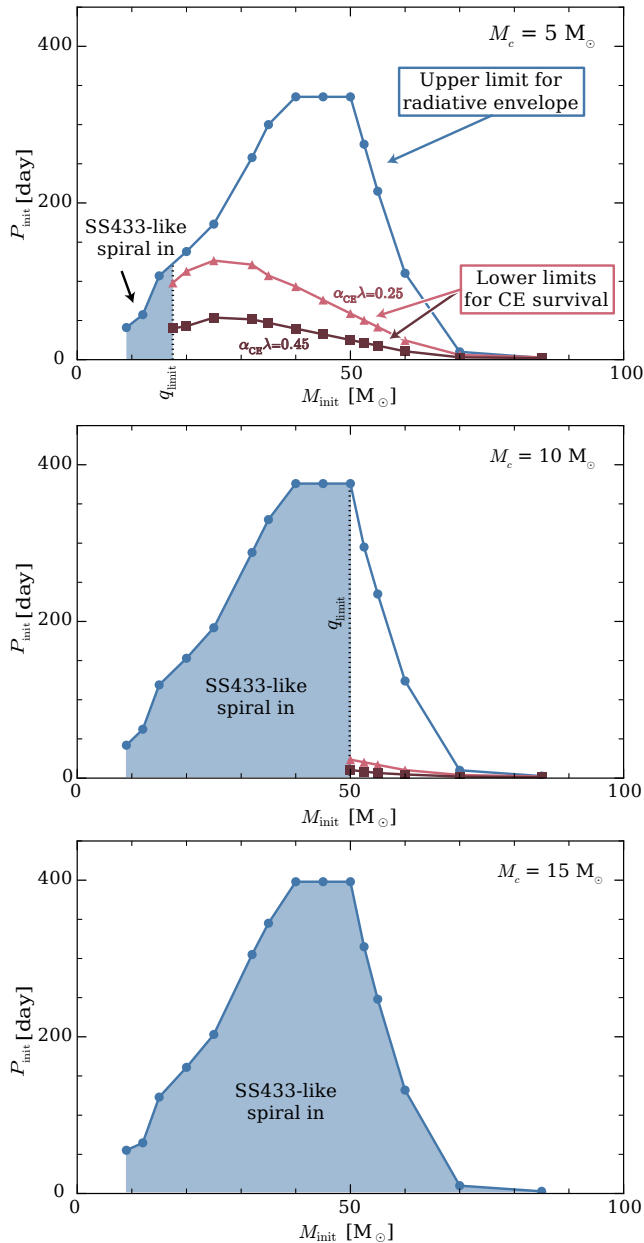 400
200
0
P_init [day]
M_c = 5 M_⊙
Upper limit for
radiative envelope
SS433-like
spiral in
α_CE λ=0.25
Lower limits
for CE survival
α_CE λ=0.45
0
50
100
q_limit
M_init [M_⊙]
400
200
0
P_init [day]
M_c = 10 M_⊙
q_limit
SS433-like
spiral in
0
50
100
M_init [M_⊙]
400
200
0
P_init [day]
M_c = 15 M_⊙
SS433-like
spiral in
0
50
100
M_init [M_⊙]